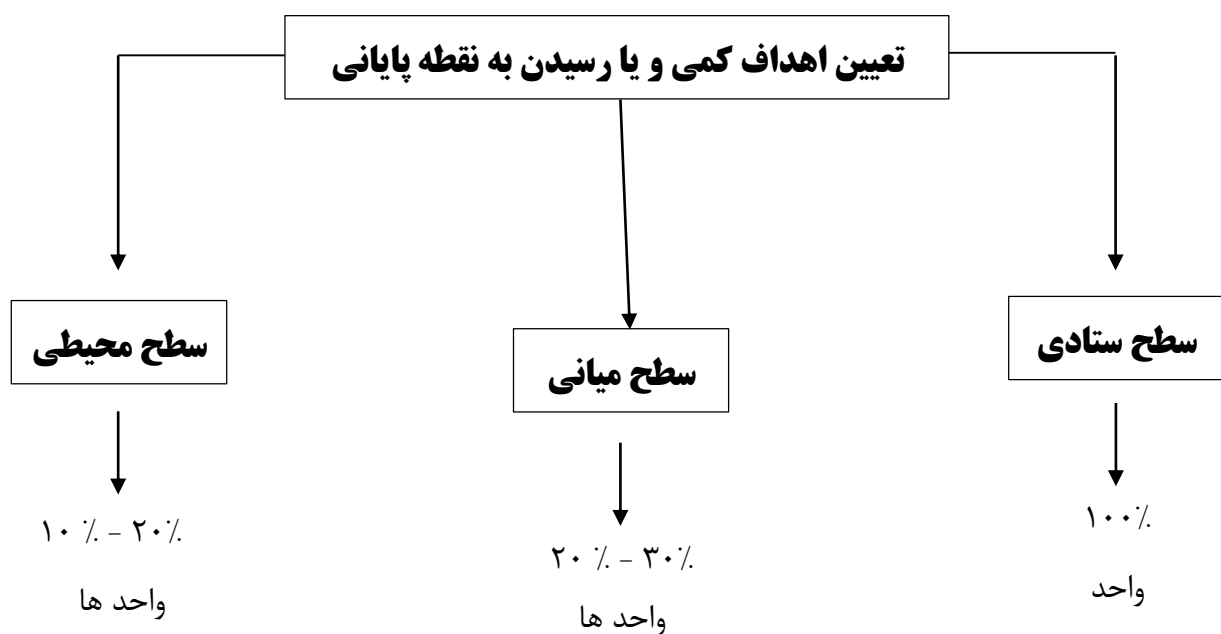 تعیین اهداف کمی و یا رسیدن به نقطه پایانی
سطح ستادی
سطح میانی
سطح محیطی
۱۰۰٪
واحد
۲۰ ٪ – ۳۰٪
واحد ها
۱۰ ٪ – ۲۰٪
واحد ها